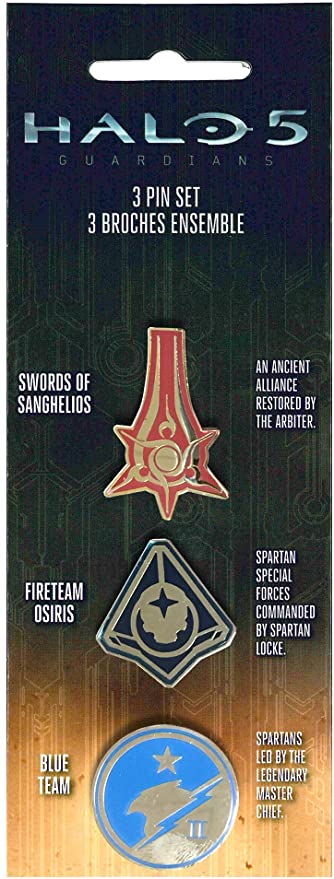 HALO 5
GUARDIANS
3 PIN SET
3 BROCHES ENSEMBLE
SWORDS OF
SANGHELIOS
AN ANCIENT
ALLIANCE
RESTORED BY
THE ARBITER.
FIRETEAM
OSIRIS
SPARTAN
SPECIAL
FORCES
COMMANDED
BY SPARTAN
LOCKE.
BLUE
TEAM
SPARTANS
LED BY THE
LEGENDARY
MASTER
CHIEF.
II